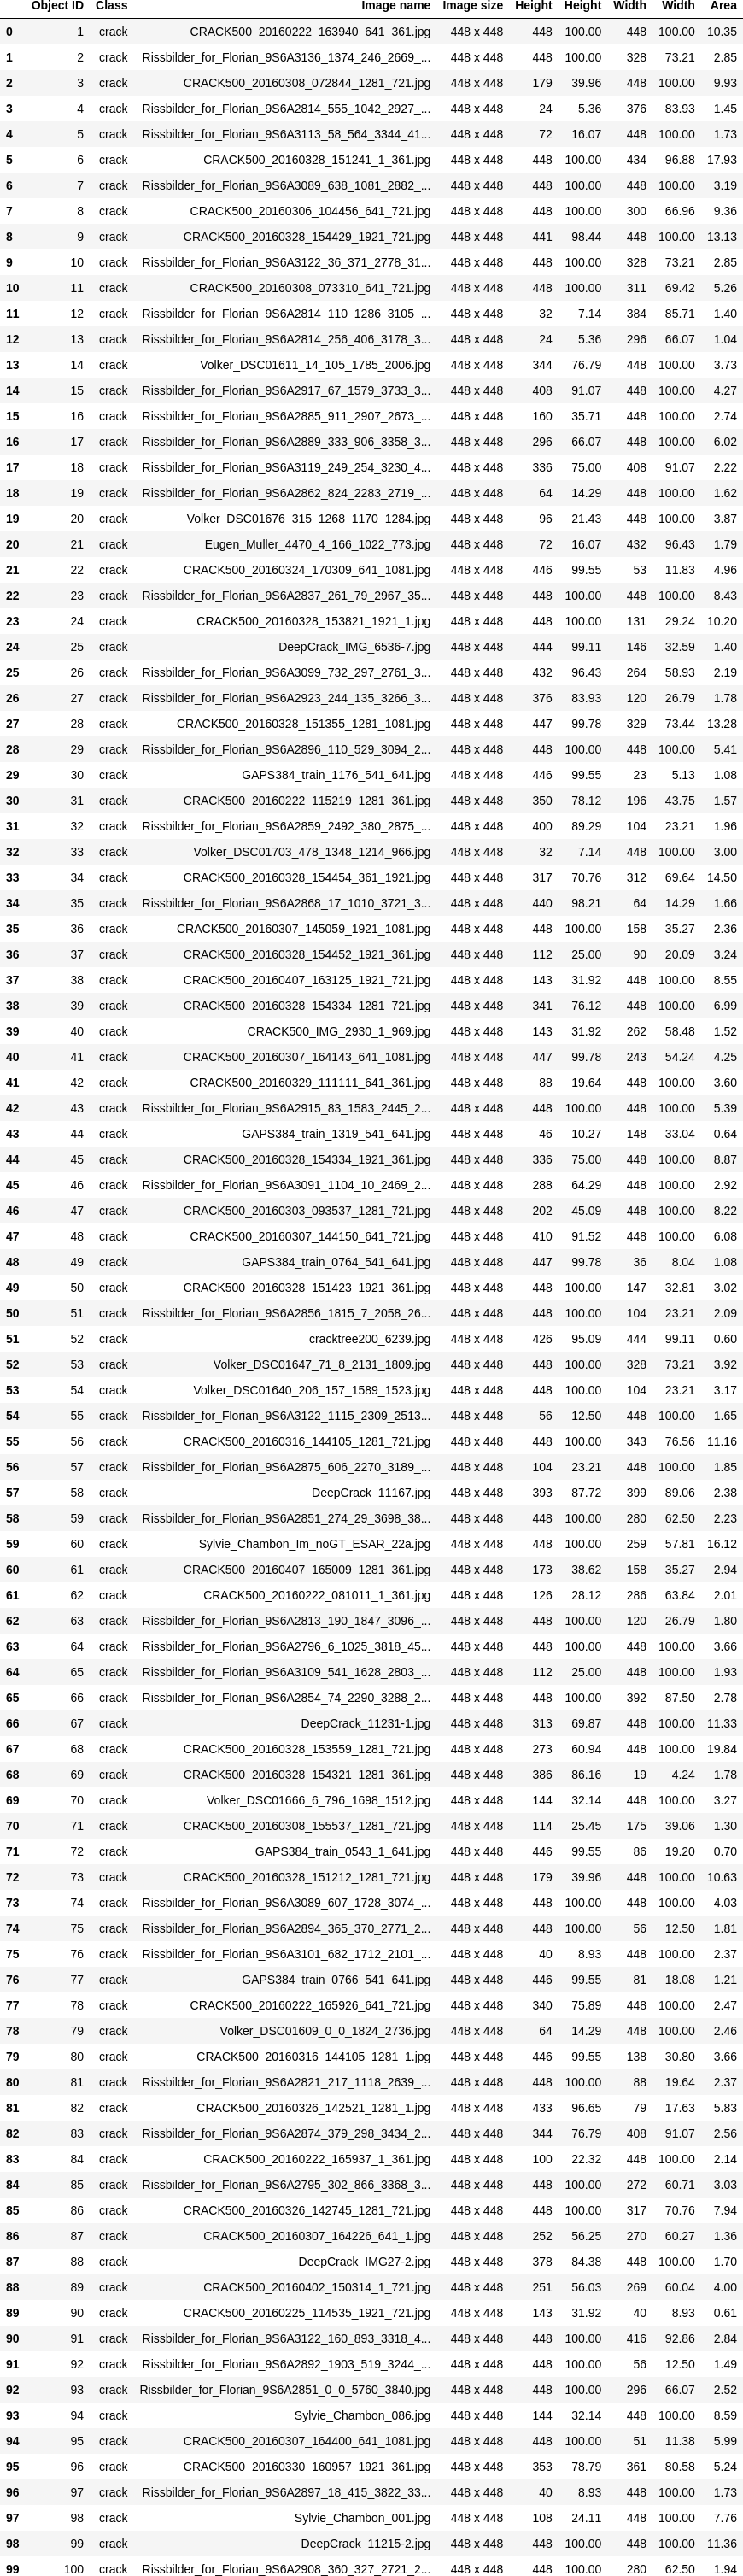 Object ID Class Image name Image size Height Height Width Width Area
0 1 crack CRACK500_20160222_163940_641_361.jpg 448 x 448 448 100.00 448 100.00 10.35
1 2 crack Rissbilder_for_Florian_9S6A3136_1374_246_2669_... 448 x 448 448 100.00 328 73.21 2.85
2 3 crack CRACK500_20160308_072844_1281_721.jpg 448 x 448 179 39.96 448 100.00 9.93
3 4 crack Rissbilder_for_Florian_9S6A2814_555_1042_2927_... 448 x 448 24 5.36 376 83.93 1.45
4 5 crack Rissbilder_for_Florian_9S6A3113_58_564_3344_41... 448 x 448 72 16.07 448 100.00 1.73
5 6 crack CRACK500_20160328_151241_1_361.jpg 448 x 448 448 100.00 434 96.88 17.93
6 7 crack Rissbilder_for_Florian_9S6A3089_638_1081_2882_... 448 x 448 448 100.00 448 100.00 3.19
7 8 crack CRACK500_20160306_104456_641_721.jpg 448 x 448 448 100.00 300 66.96 9.36
8 9 crack CRACK500_20160328_154429_1921_721.jpg 448 x 448 441 98.44 448 100.00 13.13
9 10 crack Rissbilder_for_Florian_9S6A3122_36_371_2778_31... 448 x 448 448 100.00 328 73.21 2.85
10 11 crack CRACK500_20160308_073310_641_721.jpg 448 x 448 448 100.00 311 69.42 5.26
11 12 crack Rissbilder_for_Florian_9S6A2814_110_1286_3105_... 448 x 448 32 7.14 384 85.71 1.40
12 13 crack Rissbilder_for_Florian_9S6A2814_256_406_3178_3... 448 x 448 24 5.36 296 66.07 1.04
13 14 crack Volker_DSC01611_14_105_1785_2006.jpg 448 x 448 344 76.79 448 100.00 3.73
14 15 crack Rissbilder_for_Florian_9S6A2917_67_1579_3733_3... 448 x 448 408 91.07 448 100.00 4.27
15 16 crack Rissbilder_for_Florian_9S6A2885_911_2907_2673_... 448 x 448 160 35.71 448 100.00 2.74
16 17 crack Rissbilder_for_Florian_9S6A2889_333_906_3358_3... 448 x 448 296 66.07 448 100.00 6.02
17 18 crack Rissbilder_for_Florian_9S6A3119_249_254_3230_4... 448 x 448 336 75.00 408 91.07 2.22
18 19 crack Rissbilder_for_Florian_9S6A2862_824_2283_2719_... 448 x 448 64 14.29 448 100.00 1.62
19 20 crack Volker_DSC01676_315_1268_1170_1284.jpg 448 x 448 96 21.43 448 100.00 3.87
20 21 crack Eugen_Muller_4470_4_166_1022_773.jpg 448 x 448 72 16.07 432 96.43 1.79
21 22 crack CRACK500_20160324_170309_641_1081.jpg 448 x 448 446 99.55 53 11.83 4.96
22 23 crack Rissbilder_for_Florian_9S6A2837_261_79_2967_35... 448 x 448 448 100.00 448 100.00 8.43
23 24 crack CRACK500_20160328_153821_1921_1.jpg 448 x 448 448 100.00 131 29.24 10.20
24 25 crack DeepCrack_IMG_6536-7.jpg 448 x 448 444 99.11 146 32.59 1.40
25 26 crack Rissbilder_for_Florian_9S6A3099_732_297_2761_3... 448 x 448 432 96.43 264 58.93 2.19
26 27 crack Rissbilder_for_Florian_9S6A2923_244_135_3266_3... 448 x 448 376 83.93 120 26.79 1.78
27 28 crack CRACK500_20160328_151355_1281_1081.jpg 448 x 448 447 99.78 329 73.44 13.28
28 29 crack Rissbilder_for_Florian_9S6A2896_110_529_3094_2... 448 x 448 448 100.00 448 100.00 5.41
29 30 crack GAPS384_train_1176_541_641.jpg 448 x 448 446 99.55 23 5.13 1.08
30 31 crack CRACK500_20160222_115219_1281_361.jpg 448 x 448 350 78.12 196 43.75 1.57
31 32 crack Rissbilder_for_Florian_9S6A2859_2492_380_2875_... 448 x 448 400 89.29 104 23.21 1.96
32 33 crack Volker_DSC01703_478_1348_1214_966.jpg 448 x 448 32 7.14 448 100.00 3.00
33 34 crack CRACK500_20160328_154454_361_1921.jpg 448 x 448 317 70.76 312 69.64 14.50
34 35 crack Rissbilder_for_Florian_9S6A2868_17_1010_3721_3... 448 x 448 440 98.21 64 14.29 1.66
35 36 crack CRACK500_20160307_145059_1921_1081.jpg 448 x 448 448 100.00 158 35.27 2.36
36 37 crack CRACK500_20160328_154452_1921_361.jpg 448 x 448 112 25.00 90 20.09 3.24
37 38 crack CRACK500_20160407_163125_1921_721.jpg 448 x 448 143 31.92 448 100.00 8.55
38 39 crack CRACK500_20160328_154334_1281_721.jpg 448 x 448 341 76.12 448 100.00 6.99
39 40 crack CRACK500_IMG_2930_1_969.jpg 448 x 448 143 31.92 262 58.48 1.52
40 41 crack CRACK500_20160307_164143_641_1081.jpg 448 x 448 447 99.78 243 54.24 4.25
41 42 crack CRACK500_20160329_111111_641_361.jpg 448 x 448 88 19.64 448 100.00 3.60
42 43 crack Rissbilder_for_Florian_9S6A2915_83_1583_2445_2... 448 x 448 448 100.00 448 100.00 5.39
43 44 crack GAPS384_train_1319_541_641.jpg 448 x 448 46 10.27 148 33.04 0.64
44 45 crack CRACK500_20160328_154334_1921_361.jpg 448 x 448 336 75.00 448 100.00 8.87
45 46 crack Rissbilder_for_Florian_9S6A3091_1104_10_2469_2... 448 x 448 288 64.29 448 100.00 2.92
46 47 crack CRACK500_20160303_093537_1281_721.jpg 448 x 448 202 45.09 448 100.00 8.22
47 48 crack CRACK500_20160307_144150_641_721.jpg 448 x 448 410 91.52 448 100.00 6.08
48 49 crack GAPS384_train_0764_541_641.jpg 448 x 448 447 99.78 36 8.04 1.08
49 50 crack CRACK500_20160328_151423_1921_361.jpg 448 x 448 448 100.00 147 32.81 3.02
50 51 crack Rissbilder_for_Florian_9S6A2856_1815_7_2058_26... 448 x 448 448 100.00 104 23.21 2.09
51 52 crack cracktree200_6239.jpg 448 x 448 426 95.09 444 99.11 0.60
52 53 crack Volker_DSC01647_71_8_2131_1809.jpg 448 x 448 448 100.00 328 73.21 3.92
53 54 crack Volker_DSC01640_206_157_1589_1523.jpg 448 x 448 448 100.00 104 23.21 3.17
54 55 crack Rissbilder_for_Florian_9S6A3122_1115_2309_2513... 448 x 448 56 12.50 448 100.00 1.65
55 56 crack CRACK500_20160316_144105_1281_721.jpg 448 x 448 448 100.00 343 76.56 11.16
56 57 crack Rissbilder_for_Florian_9S6A2875_606_2270_3189_... 448 x 448 104 23.21 448 100.00 1.85
57 58 crack DeepCrack_11167.jpg 448 x 448 393 87.72 399 89.06 2.38
58 59 crack Rissbilder_for_Florian_9S6A2851_274_29_3698_38... 448 x 448 448 100.00 280 62.50 2.23
59 60 crack Sylvie_Chambon_Im_noGT_ESAR_22a.jpg 448 x 448 448 100.00 259 57.81 16.12
60 61 crack CRACK500_20160407_165009_1281_361.jpg 448 x 448 173 38.62 158 35.27 2.94
61 62 crack CRACK500_20160222_081011_1_361.jpg 448 x 448 126 28.12 286 63.84 2.01
62 63 crack Rissbilder_for_Florian_9S6A2813_190_1847_3096_... 448 x 448 448 100.00 120 26.79 1.80
63 64 crack Rissbilder_for_Florian_9S6A2796_6_1025_3818_45... 448 x 448 448 100.00 448 100.00 3.66
64 65 crack Rissbilder_for_Florian_9S6A3109_541_1628_2803_... 448 x 448 112 25.00 448 100.00 1.93
65 66 crack Rissbilder_for_Florian_9S6A2854_74_2290_3288_2... 448 x 448 448 100.00 392 87.50 2.78
66 67 crack DeepCrack_11231-1.jpg 448 x 448 313 69.87 448 100.00 11.33
67 68 crack CRACK500_20160328_153559_1281_721.jpg 448 x 448 273 60.94 448 100.00 19.84
68 69 crack CRACK500_20160328_154321_1281_361.jpg 448 x 448 386 86.16 19 4.24 1.78
69 70 crack Volker_DSC01666_6_796_1698_1512.jpg 448 x 448 144 32.14 448 100.00 3.27
70 71 crack CRACK500_20160308_155537_1281_721.jpg 448 x 448 114 25.45 175 39.06 1.30
71 72 crack GAPS384_train_0543_1_641.jpg 448 x 448 446 99.55 86 19.20 0.70
72 73 crack CRACK500_20160328_151212_1281_721.jpg 448 x 448 179 39.96 448 100.00 10.63
73 74 crack Rissbilder_for_Florian_9S6A3089_607_1728_3074_... 448 x 448 448 100.00 448 100.00 4.03
74 75 crack Rissbilder_for_Florian_9S6A2894_365_370_2771_2... 448 x 448 448 100.00 56 12.50 1.81
75 76 crack Rissbilder_for_Florian_9S6A3101_682_1712_2101_... 448 x 448 40 8.93 448 100.00 2.37
76 77 crack GAPS384_train_0766_541_641.jpg 448 x 448 446 99.55 81 18.08 1.21
77 78 crack CRACK500_20160222_165926_641_721.jpg 448 x 448 340 75.89 448 100.00 2.47
78 79 crack Volker_DSC01609_0_0_1824_2736.jpg 448 x 448 64 14.29 448 100.00 2.46
79 80 crack CRACK500_20160316_144105_1281_1.jpg 448 x 448 446 99.55 138 30.80 3.66
80 81 crack Rissbilder_for_Florian_9S6A2821_217_1118_2639_... 448 x 448 448 100.00 88 19.64 2.37
81 82 crack CRACK500_20160326_142521_1281_1.jpg 448 x 448 433 96.65 79 17.63 5.83
82 83 crack Rissbilder_for_Florian_9S6A2874_379_298_3434_2... 448 x 448 344 76.79 408 91.07 2.56
83 84 crack CRACK500_20160222_165937_1_361.jpg 448 x 448 100 22.32 448 100.00 2.14
84 85 crack Rissbilder_for_Florian_9S6A2795_302_866_3368_3... 448 x 448 448 100.00 272 60.71 3.03
85 86 crack CRACK500_20160326_142745_1281_721.jpg 448 x 448 448 100.00 317 70.76 7.94
86 87 crack CRACK500_20160307_164226_641_1.jpg 448 x 448 252 56.25 270 60.27 1.36
87 88 crack DeepCrack_IMG27-2.jpg 448 x 448 378 84.38 448 100.00 1.70
88 89 crack CRACK500_20160402_150314_1_721.jpg 448 x 448 251 56.03 269 60.04 4.00
89 90 crack CRACK500_20160225_114535_1921_721.jpg 448 x 448 143 31.92 40 8.93 0.61
90 91 crack Rissbilder_for_Florian_9S6A3122_160_893_3318_4... 448 x 448 448 100.00 416 92.86 2.84
91 92 crack Rissbilder_for_Florian_9S6A2892_1903_519_3244_... 448 x 448 448 100.00 56 12.50 1.49
92 93 crack Rissbilder_for_Florian_9S6A2851_0_0_5760_3840.jpg 448 x 448 448 100.00 296 66.07 2.52
93 94 crack Sylvie_Chambon_086.jpg 448 x 448 144 32.14 448 100.00 8.59
94 95 crack CRACK500_20160307_164400_641_1081.jpg 448 x 448 448 100.00 51 11.38 5.99
95 96 crack CRACK500_20160330_160957_1921_361.jpg 448 x 448 353 78.79 361 80.58 5.24
96 97 crack Rissbilder_for_Florian_9S6A2897_18_415_3822_33... 448 x 448 40 8.93 448 100.00 1.73
97 98 crack Sylvie_Chambon_001.jpg 448 x 448 108 24.11 448 100.00 7.76
98 99 crack DeepCrack_11215-2.jpg 448 x 448 448 100.00 448 100.00 11.36
99 100 crack Rissbilder_for_Florian_9S6A2908_360_327_2721_2... 448 x 448 448 100.00 280 62.50 1.94